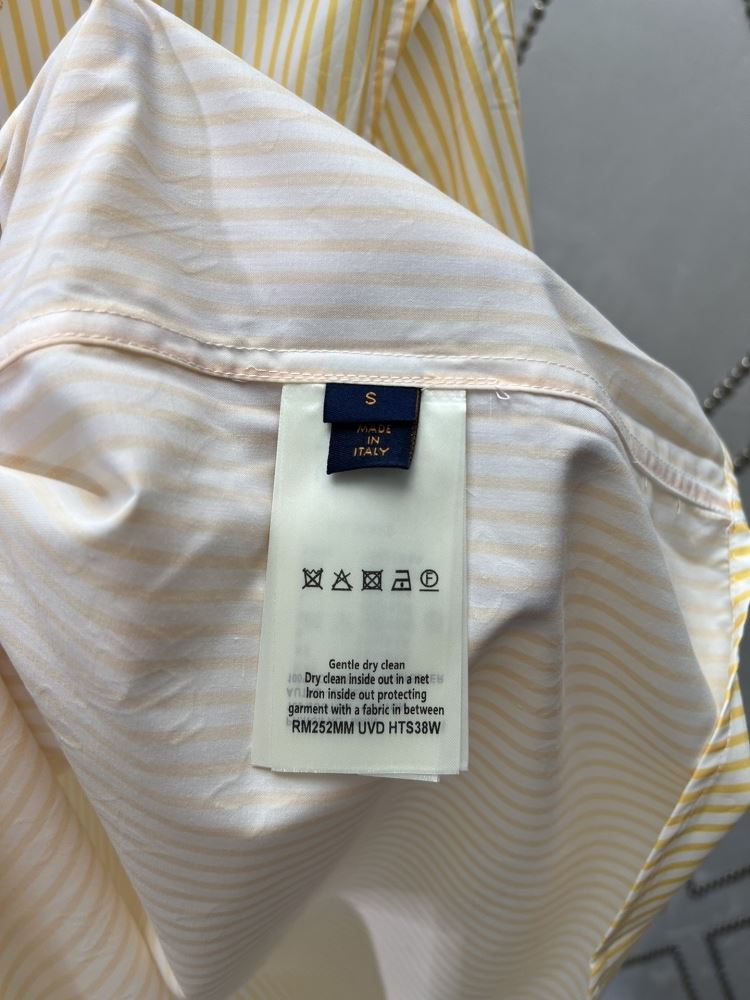 S
MADE
IN
ITALY
F
Gentle dry clean
Dry clean inside out in a net
Iron inside out protecting
garment with a fabric in between
RM252MM UVD HTS38W